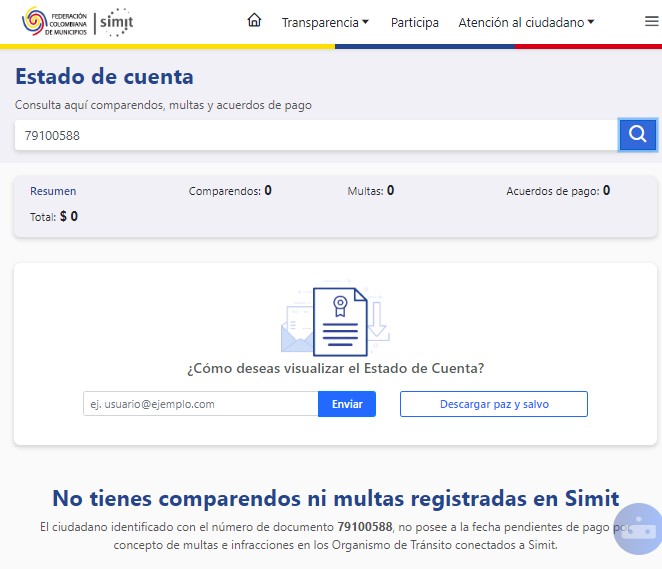 FEDERACIÓN
COLOMBIANA
DE MUNICIPIOS
simit
Transparencia Participa Atención al ciudadano
Estado de cuenta
Consulta aquí comparendos, multas y acuerdos de pago
79100588
Resumen Comparendos: 0 Multas: 0 Acuerdos de pago: 0
Total: $ 0
¿Cómo deseas visualizar el Estado de Cuenta?
ej. usuario@ejemplo.com Enviar Descargar paz y salvo
No tienes comparendos ni multas registradas en Simit
El ciudadano identificado con el número de documento 79100588, no posee a la fecha pendientes de pago por
concepto de multas e infracciones en los Organismo de Tránsito conectados a Simit.